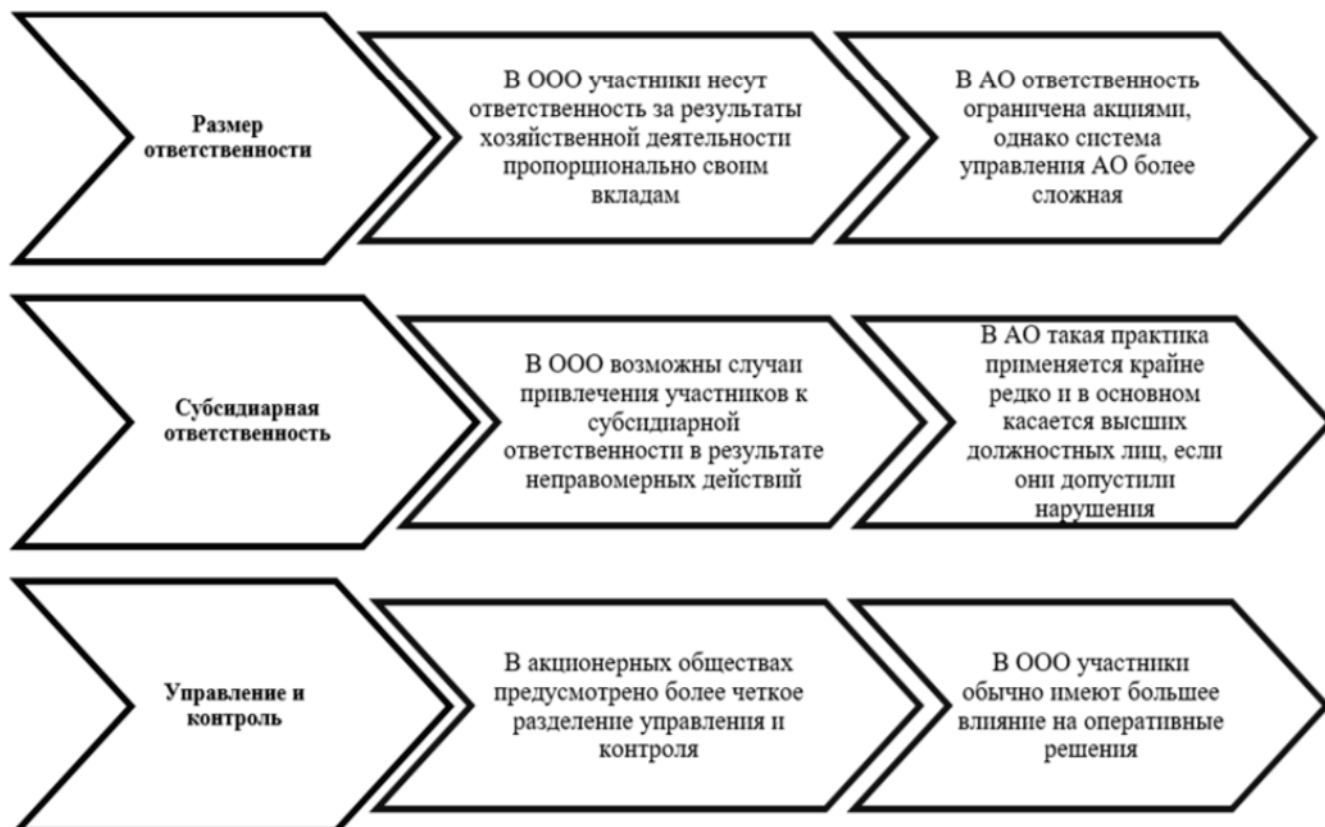 Размер
ответственности
В ООО участники несут
ответственность за результаты
хозяйственной деятельности
пропорционально своим
вкладам
В АО ответственность
ограничена акциями,
однако система
управления АО более
сложная
Субсидиарная
ответственность
В ООО возможны случаи
привлечения участников к
субсидиарной
ответственности в результате
неправомерных действий
В АО такая практика
применяется крайне
редко и в основном
касается высших
должностных лиц, если
они допустили
нарушения
Управление и
контроль
В акционерных обществах
предусмотрено более четкое
разделение управления и
контроля
В ООО участники
обычно имеют большее
влияние на оперативные
решения